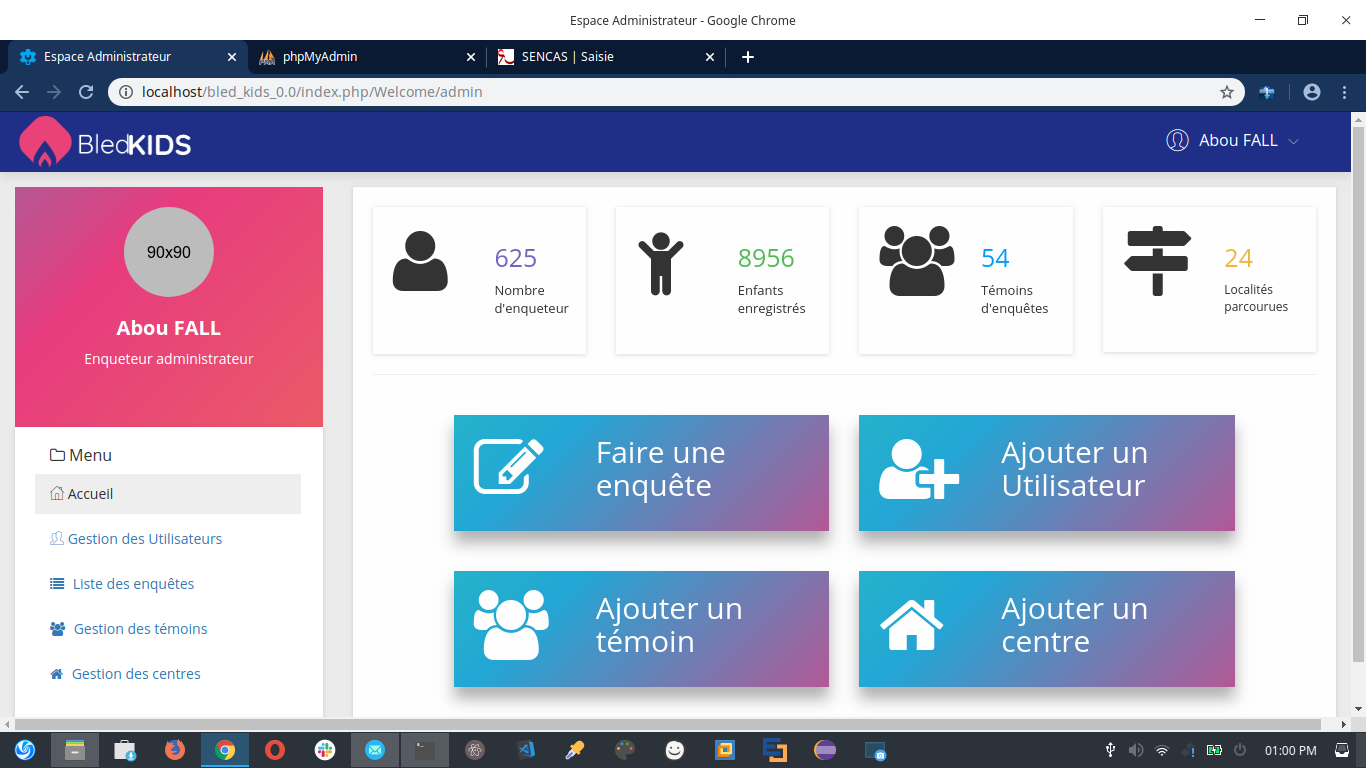 Espace Administrateur - Google Chrome
Espace Administrateur
phpMyAdmin
SENCAS | Saisie
localhost/bled_kids_0.0/index.php/Welcome/admin
BledKIDS
Abou FALL
90x90
Abou FALL
Enqueteur administrateur
Menu
Accueil
Gestion des Utilisateurs
Liste des enquêtes
Gestion des témoins
Gestion des centres
625
Nombre
d'enqueteur
8956
Enfants
enregistrés
54
Témoins
d'enquêtes
24
Localités
parcourues
Faire une
enquête
Ajouter un
Utilisateur
Ajouter un
témoin
Ajouter un
centre
01:00 PM